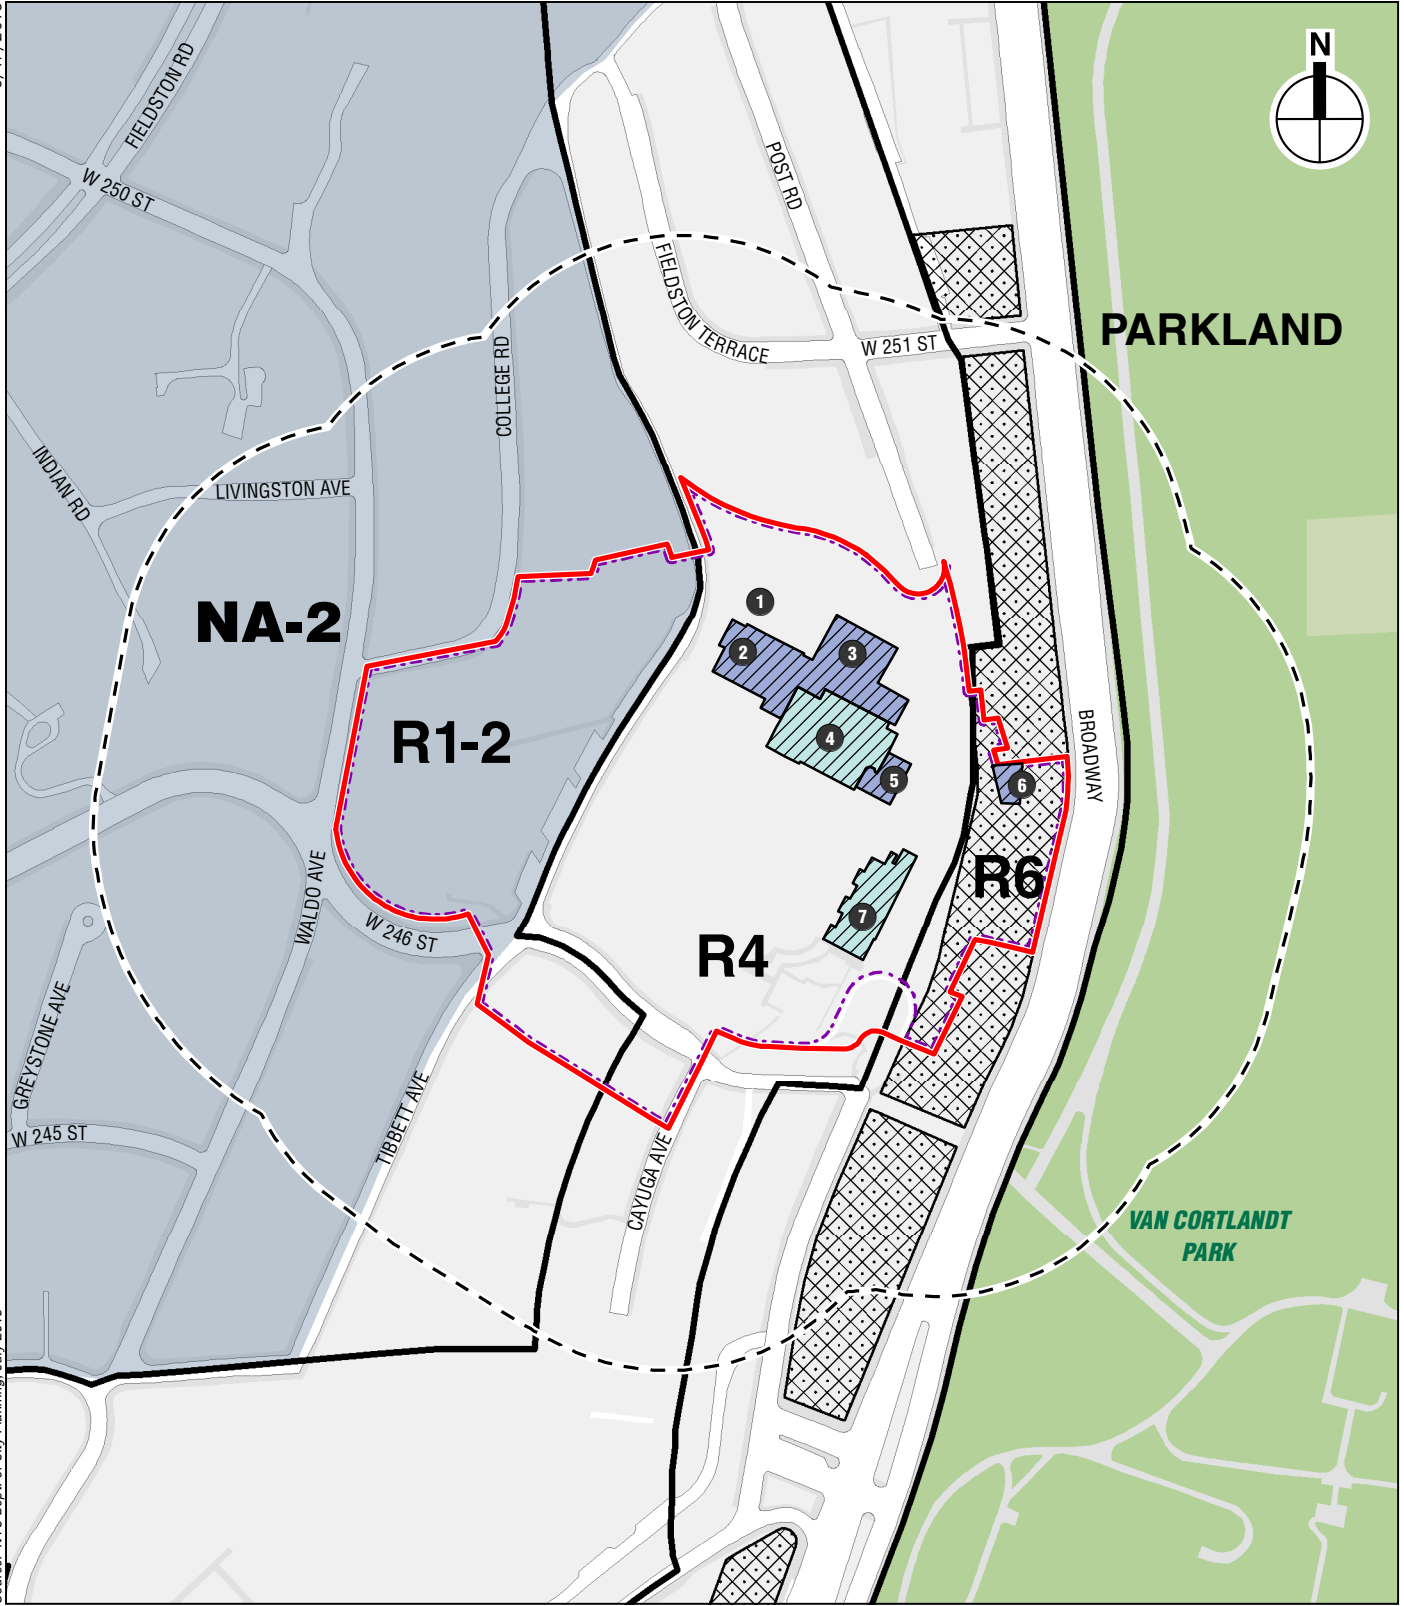 N
FIELDSTON RD
W 250 ST
POST RD
FIELDSTON TERRACE
W 251 ST
PARKLAND
COLLEGE RD
INDIAN RD
LIVINGSTON AVE
NA-2
1
2
3
R1-2
4
5
6
BROADWAY
R6
7
WALDO AVE
W 246 ST
R4
GREYSTONE AVE
W 245 ST
TIBBETT AVE
CAYUGA AVE
VAN CORTLANDT
PARK